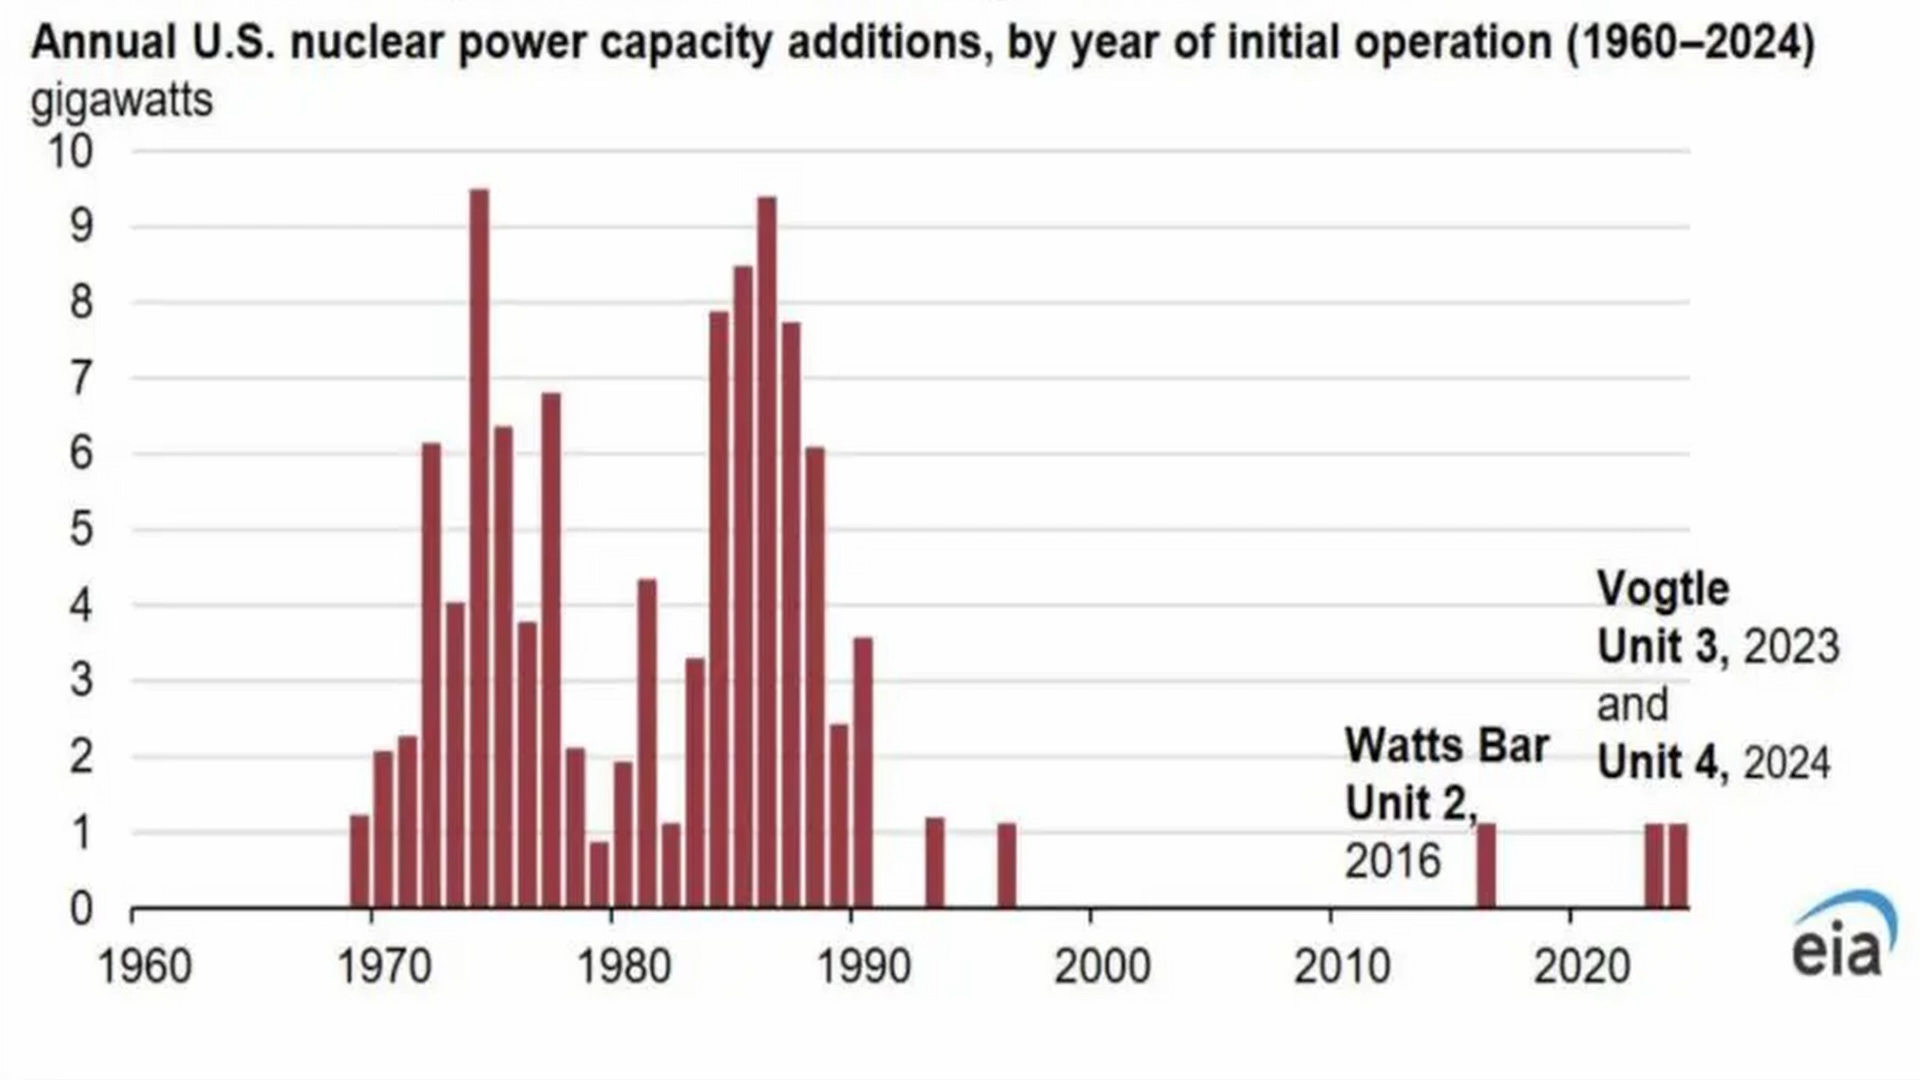 Annual U.S. nuclear power capacity additions, by year of initial operation (1960–2024)
gigawatts
10
9
8
7
6
5
4
3
2
1
0
Vogtle
Unit 3, 2023
and
Unit 4, 2024
Watts Bar
Unit 2,
2016
1960 1970 1980 1990 2000 2010 2020
eia